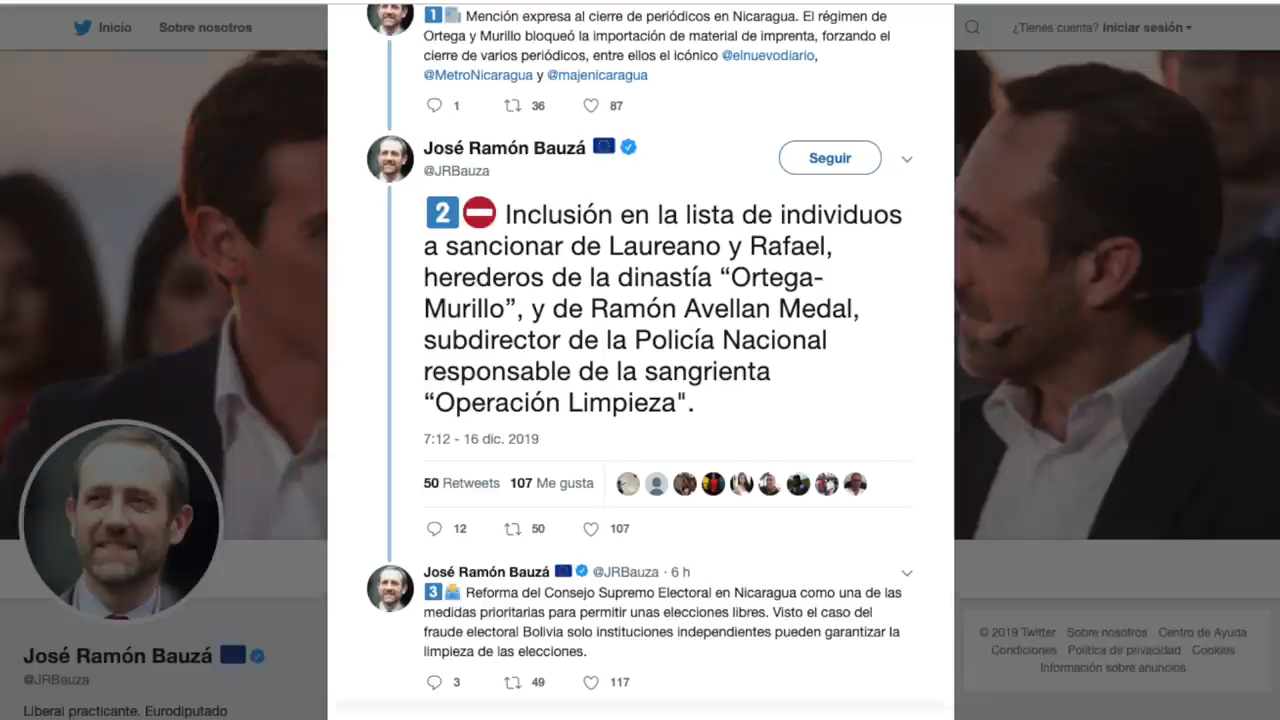 Inicio
Sobre nosotros
¿Tienes cuenta? Iniciar sesión
1 Mención expresa al cierre de periódicos en Nicaragua. El régimen de
Ortega y Murillo bloqueó la importación de material de imprenta, forzando el
cierre de varios periódicos, entre ellos el icónico @elnuevodiario,
@MetroNicaragua y @majenicaragua
1 36 87
José Ramón Bauzá
@JRBauza
Seguir
2 Inclusión en la lista de individuos
a sancionar de Laureano y Rafael,
herederos de la dinastía “Ortega-
Murillo”, y de Ramón Avellan Medal,
subdirector de la Policía Nacional
responsable de la sangrienta
“Operación Limpieza".
7:12 - 16 dic. 2019
50 Retweets 107 Me gusta
12 50 107
José Ramón Bauzá @JRBauza · 6 h
3 Reforma del Consejo Supremo Electoral en Nicaragua como una de las
medidas prioritarias para permitir unas elecciones libres. Visto el caso del
fraude electoral Bolivia solo instituciones independientes pueden garantizar la
limpieza de las elecciones.
3 49 117
José Ramón Bauzá
@JRBauza
Liberal practicante. Eurodiputado
© 2019 Twitter Sobre nosotros Centro de Ayuda
Condiciones Política de privacidad Cookies
Información sobre anuncios